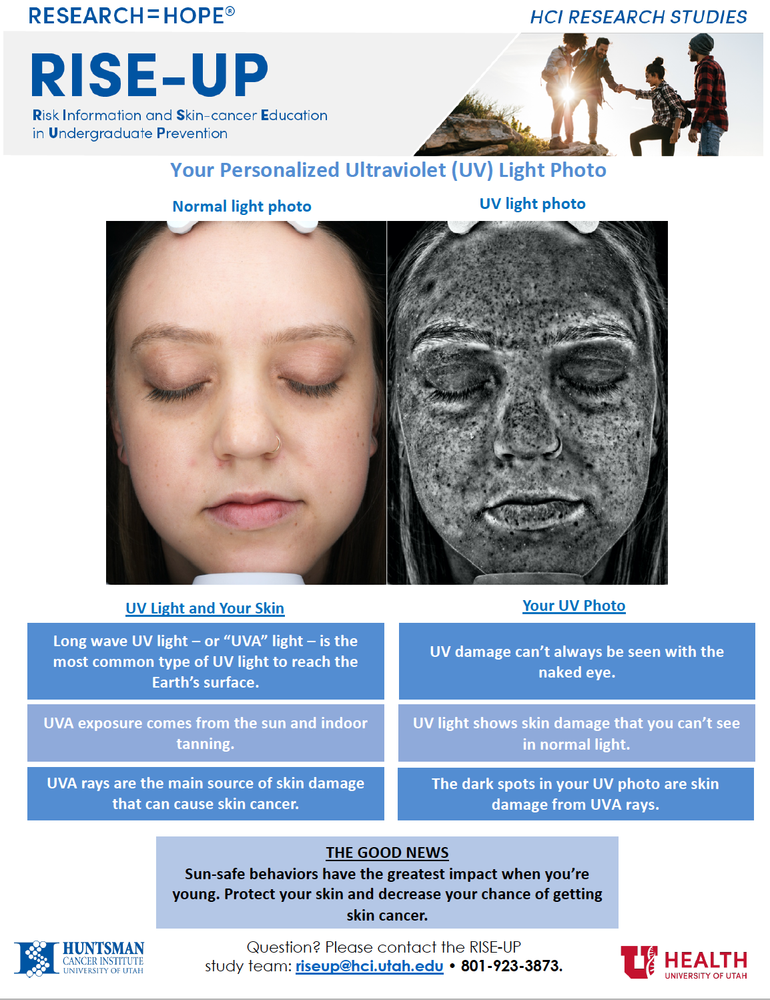 RESEARCH=HOPE®
HCI RESEARCH STUDIES
RISE-UP
Risk Information and Skin-cancer Education
in Undergraduate Prevention
Your Personalized Ultraviolet (UV) Light Photo
Normal light photo
UV light photo
UV Light and Your Skin
Long wave UV light – or “UVA” light – is the
most common type of UV light to reach the
Earth’s surface.
UVA exposure comes from the sun and indoor
tanning.
UVA rays are the main source of skin damage
that can cause skin cancer.
Your UV Photo
UV damage can’t always be seen with the
naked eye.
UV light shows skin damage that you can’t see
in normal light.
The dark spots in your UV photo are skin
damage from UVA rays.
THE GOOD NEWS
Sun-safe behaviors have the greatest impact when you’re
young. Protect your skin and decrease your chance of getting
skin cancer.
HUNTSMAN
CANCER INSTITUTE
UNIVERSITY OF UTAH
Question? Please contact the RISE-UP
study team: riseup@hci.utah.edu • 801-923-3873.
U HEALTH
UNIVERSITY OF UTAH